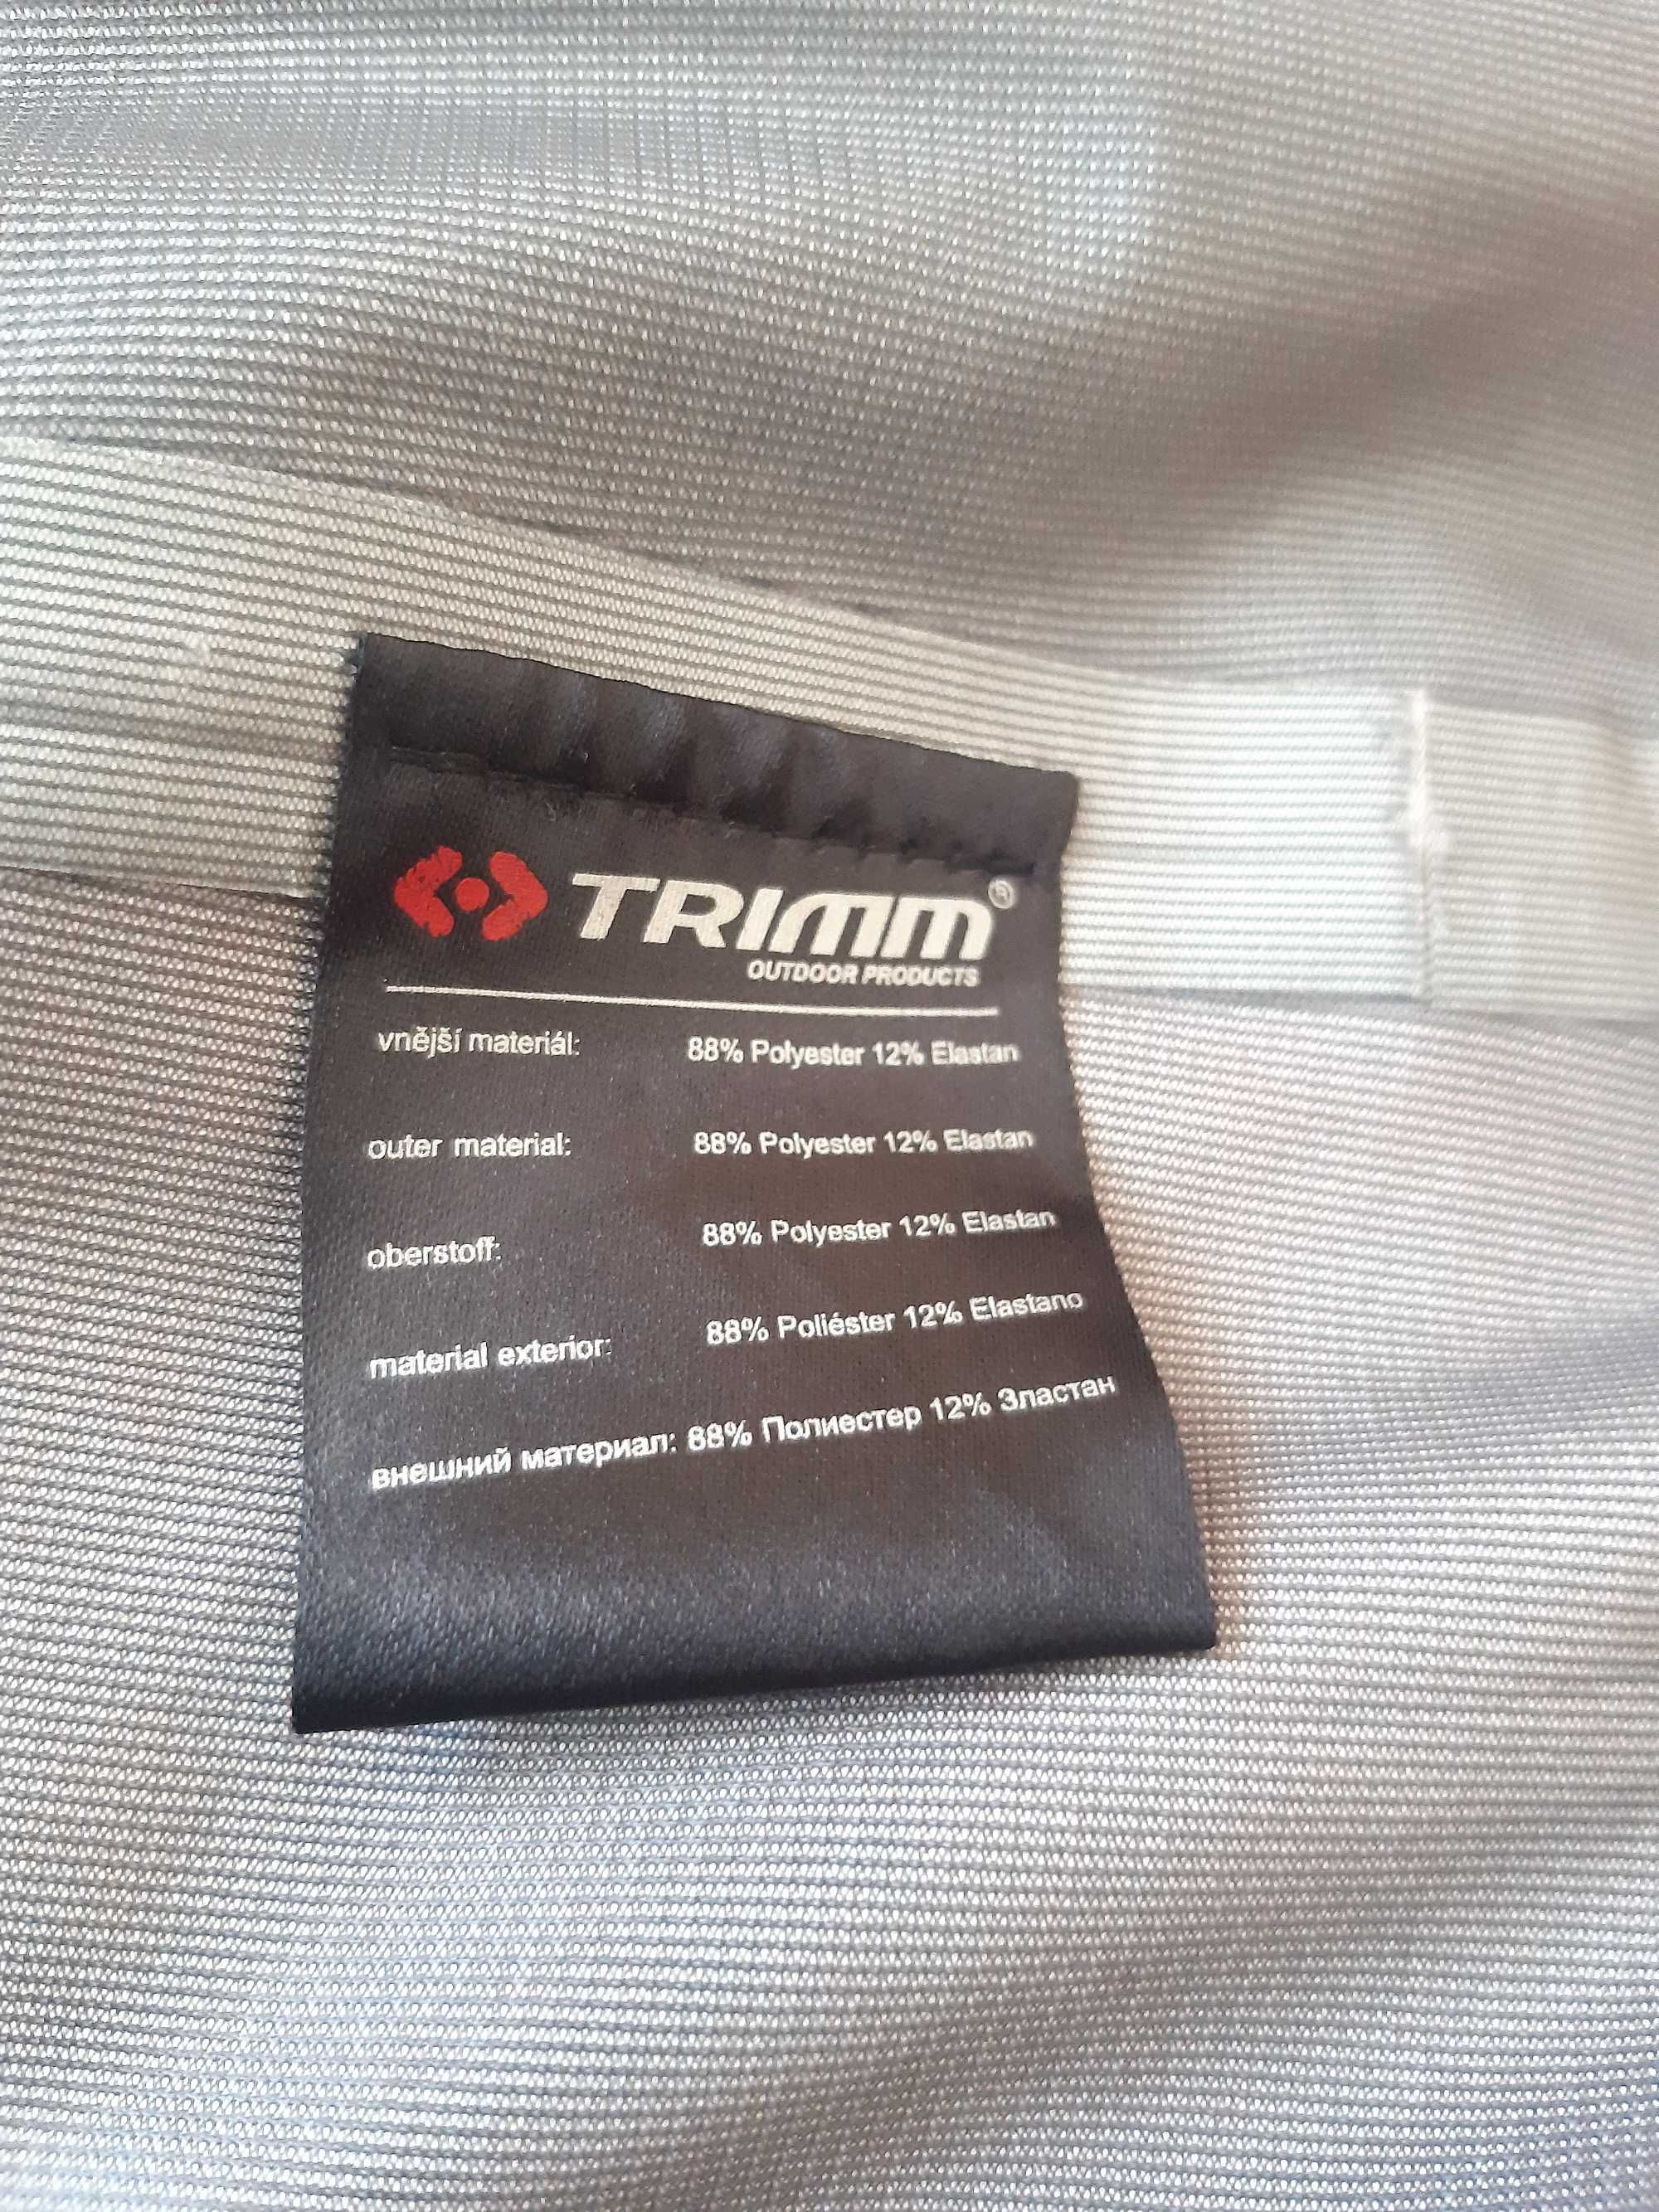 TRIMM®
OUTDOOR PRODUCTS
vnější materiál: 88% Polyester 12% Elastan
outer material: 88% Polyester 12% Elastan
oberstoff: 88% Polyester 12% Elastan
material exterior: 88% Poliéster 12% Elastano
внешний материал: 88% Полиестер 12% Зластан